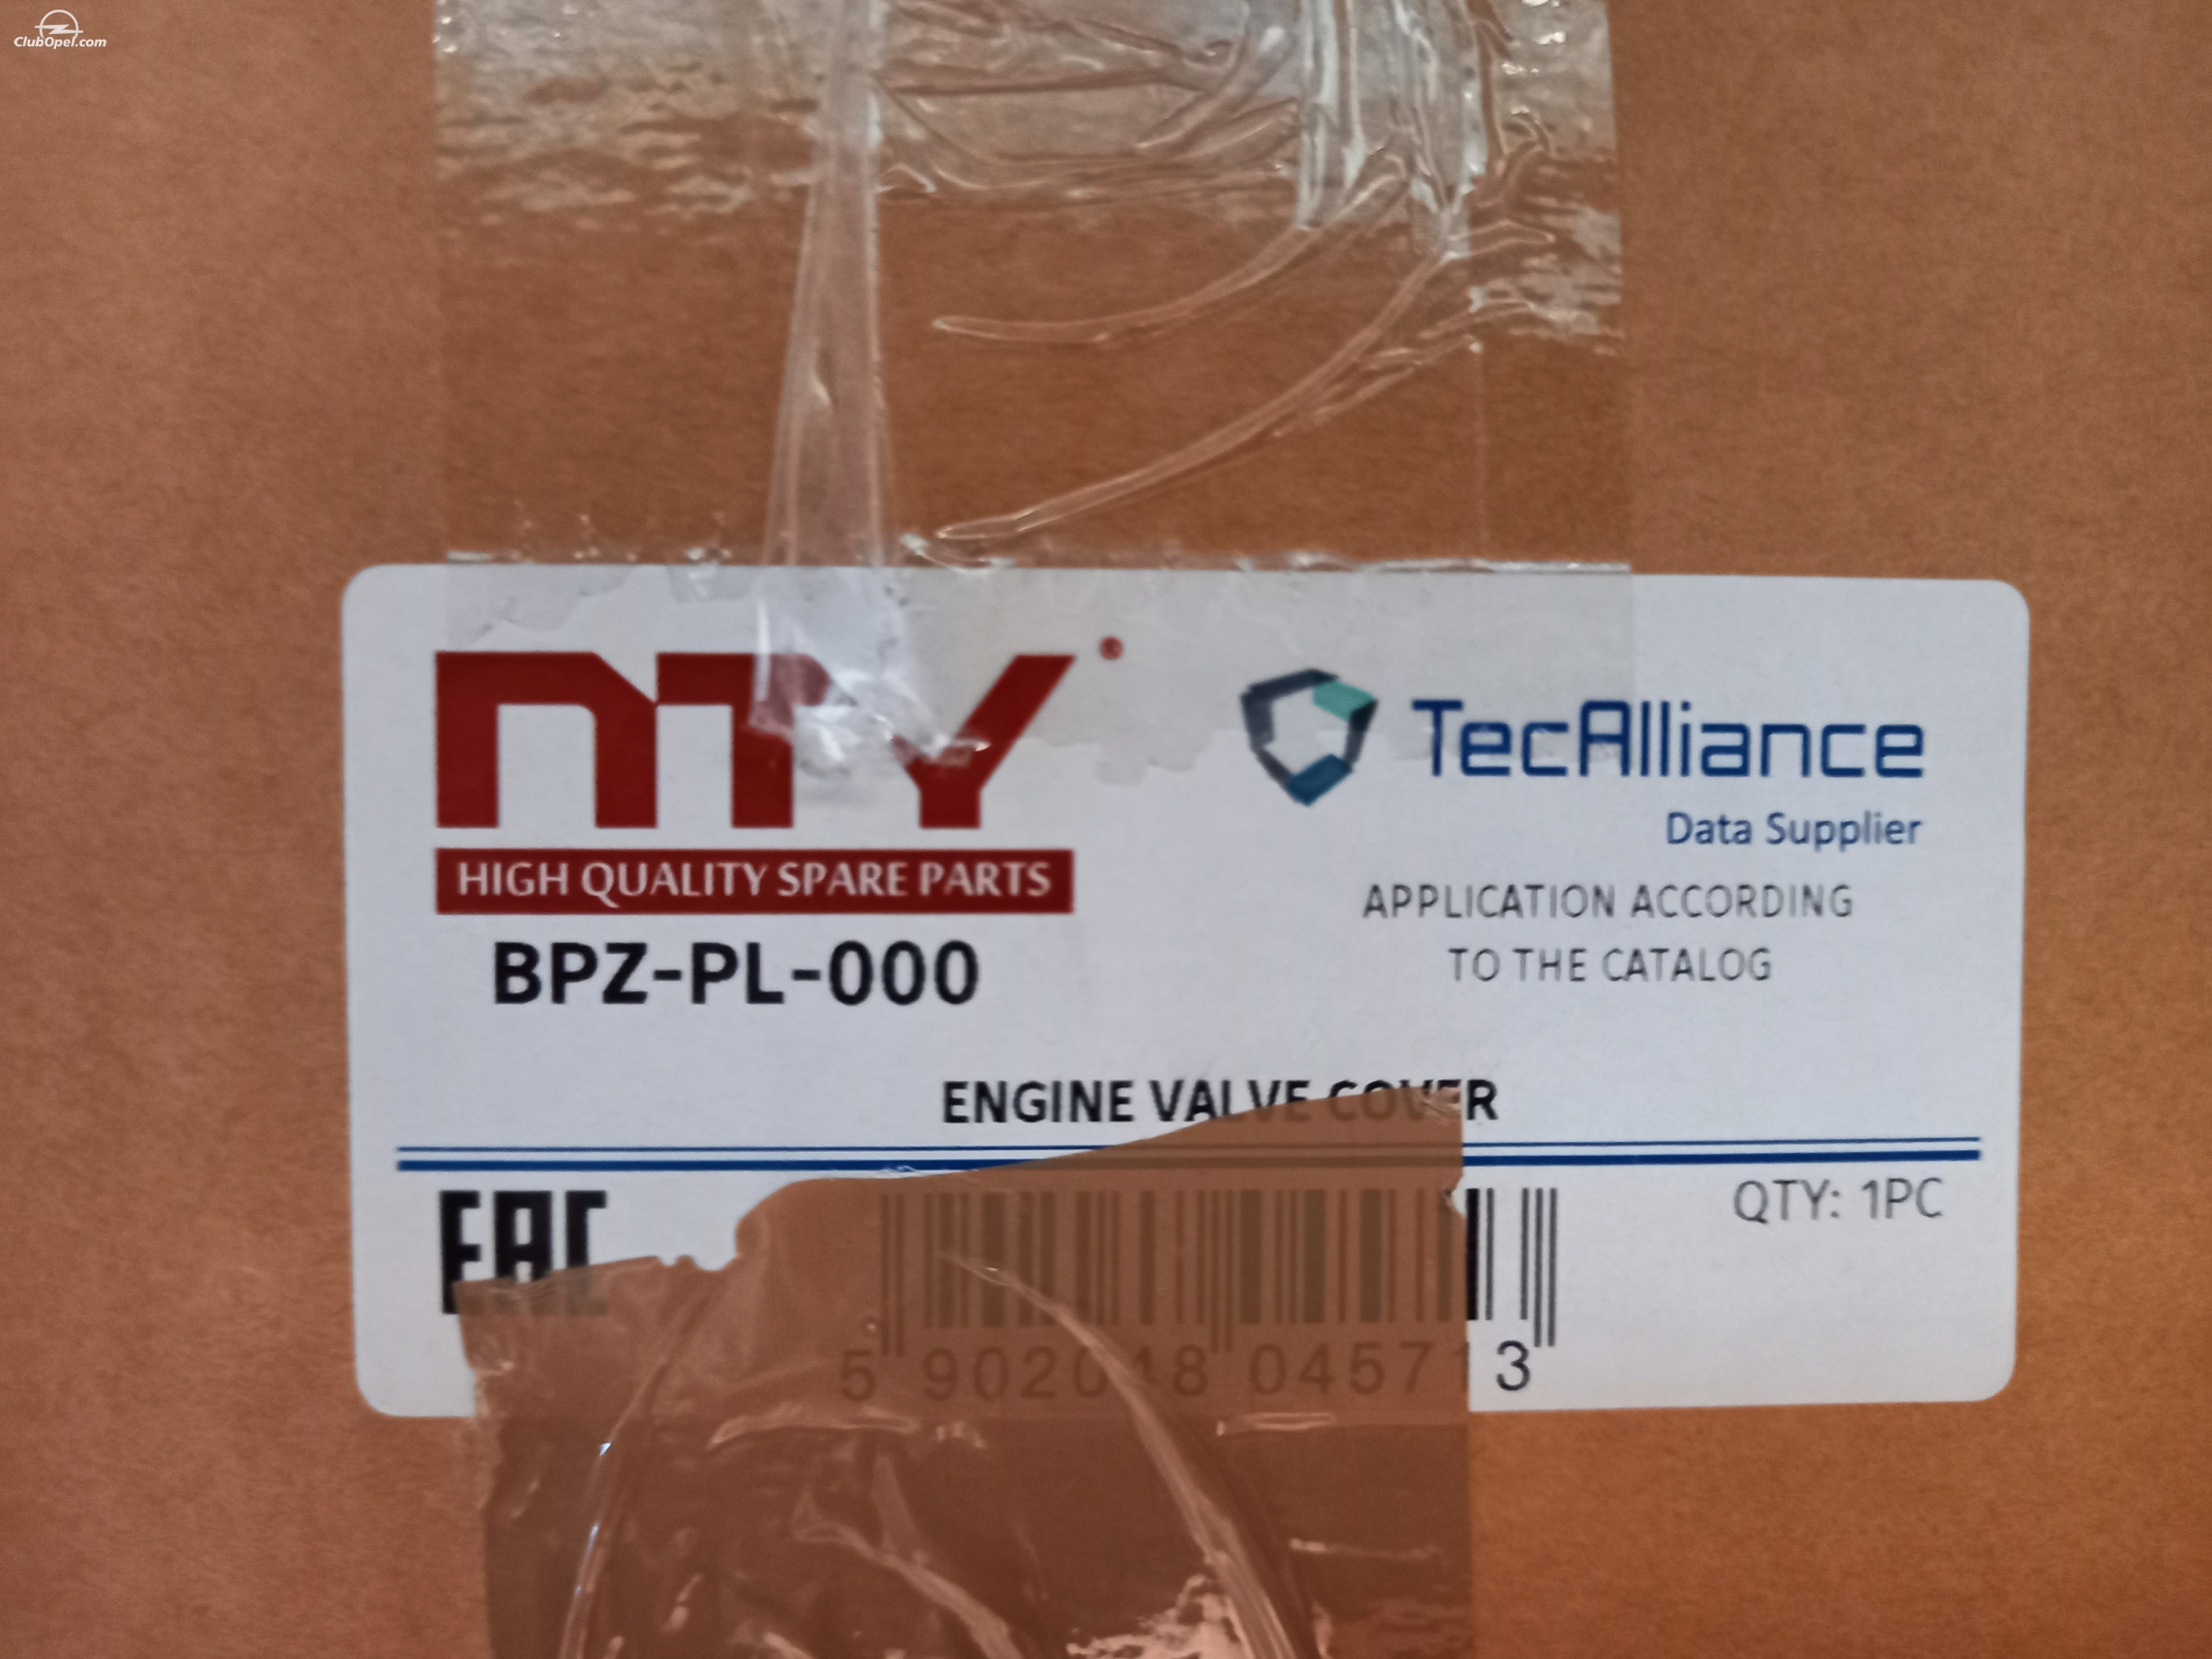 ClubOpel.com
NTY
TecAlliance
Data Supplier
HIGH QUALITY SPARE PARTS
APPLICATION ACCORDING
TO THE CATALOG
BPZ-PL-000
ENGINE VALVE COVER
EAC
QTY: 1PC
5 902048 045713